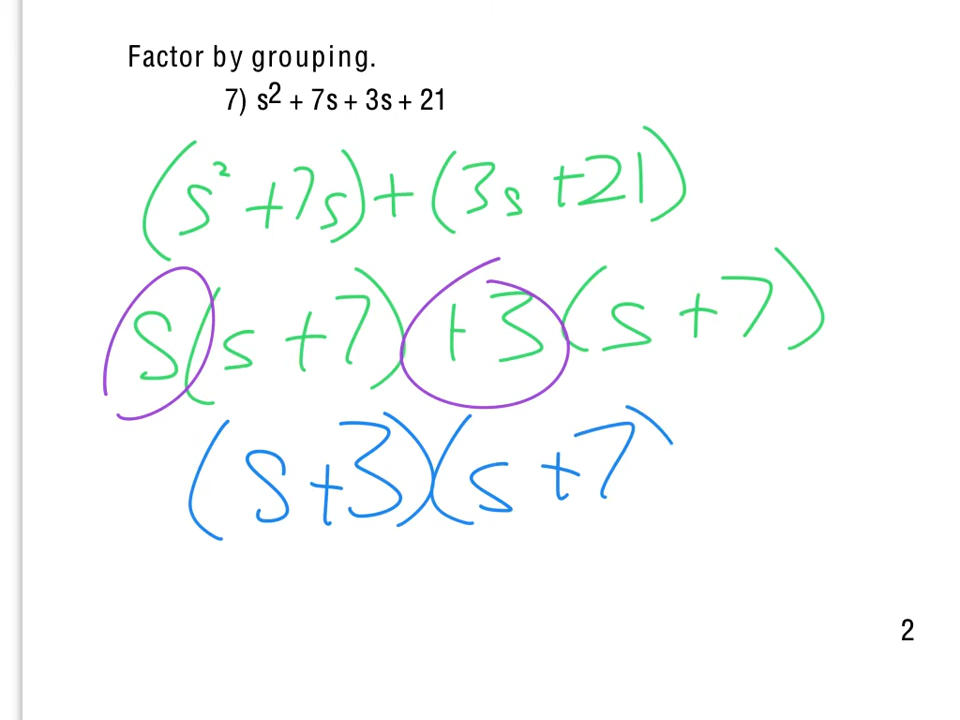 Factor by grouping.
7) s² + 7s + 3s + 21
(s² + 7s) + (3s + 21)
s(s + 7) + 3(s + 7)
(s + 3)(s + 7)
2